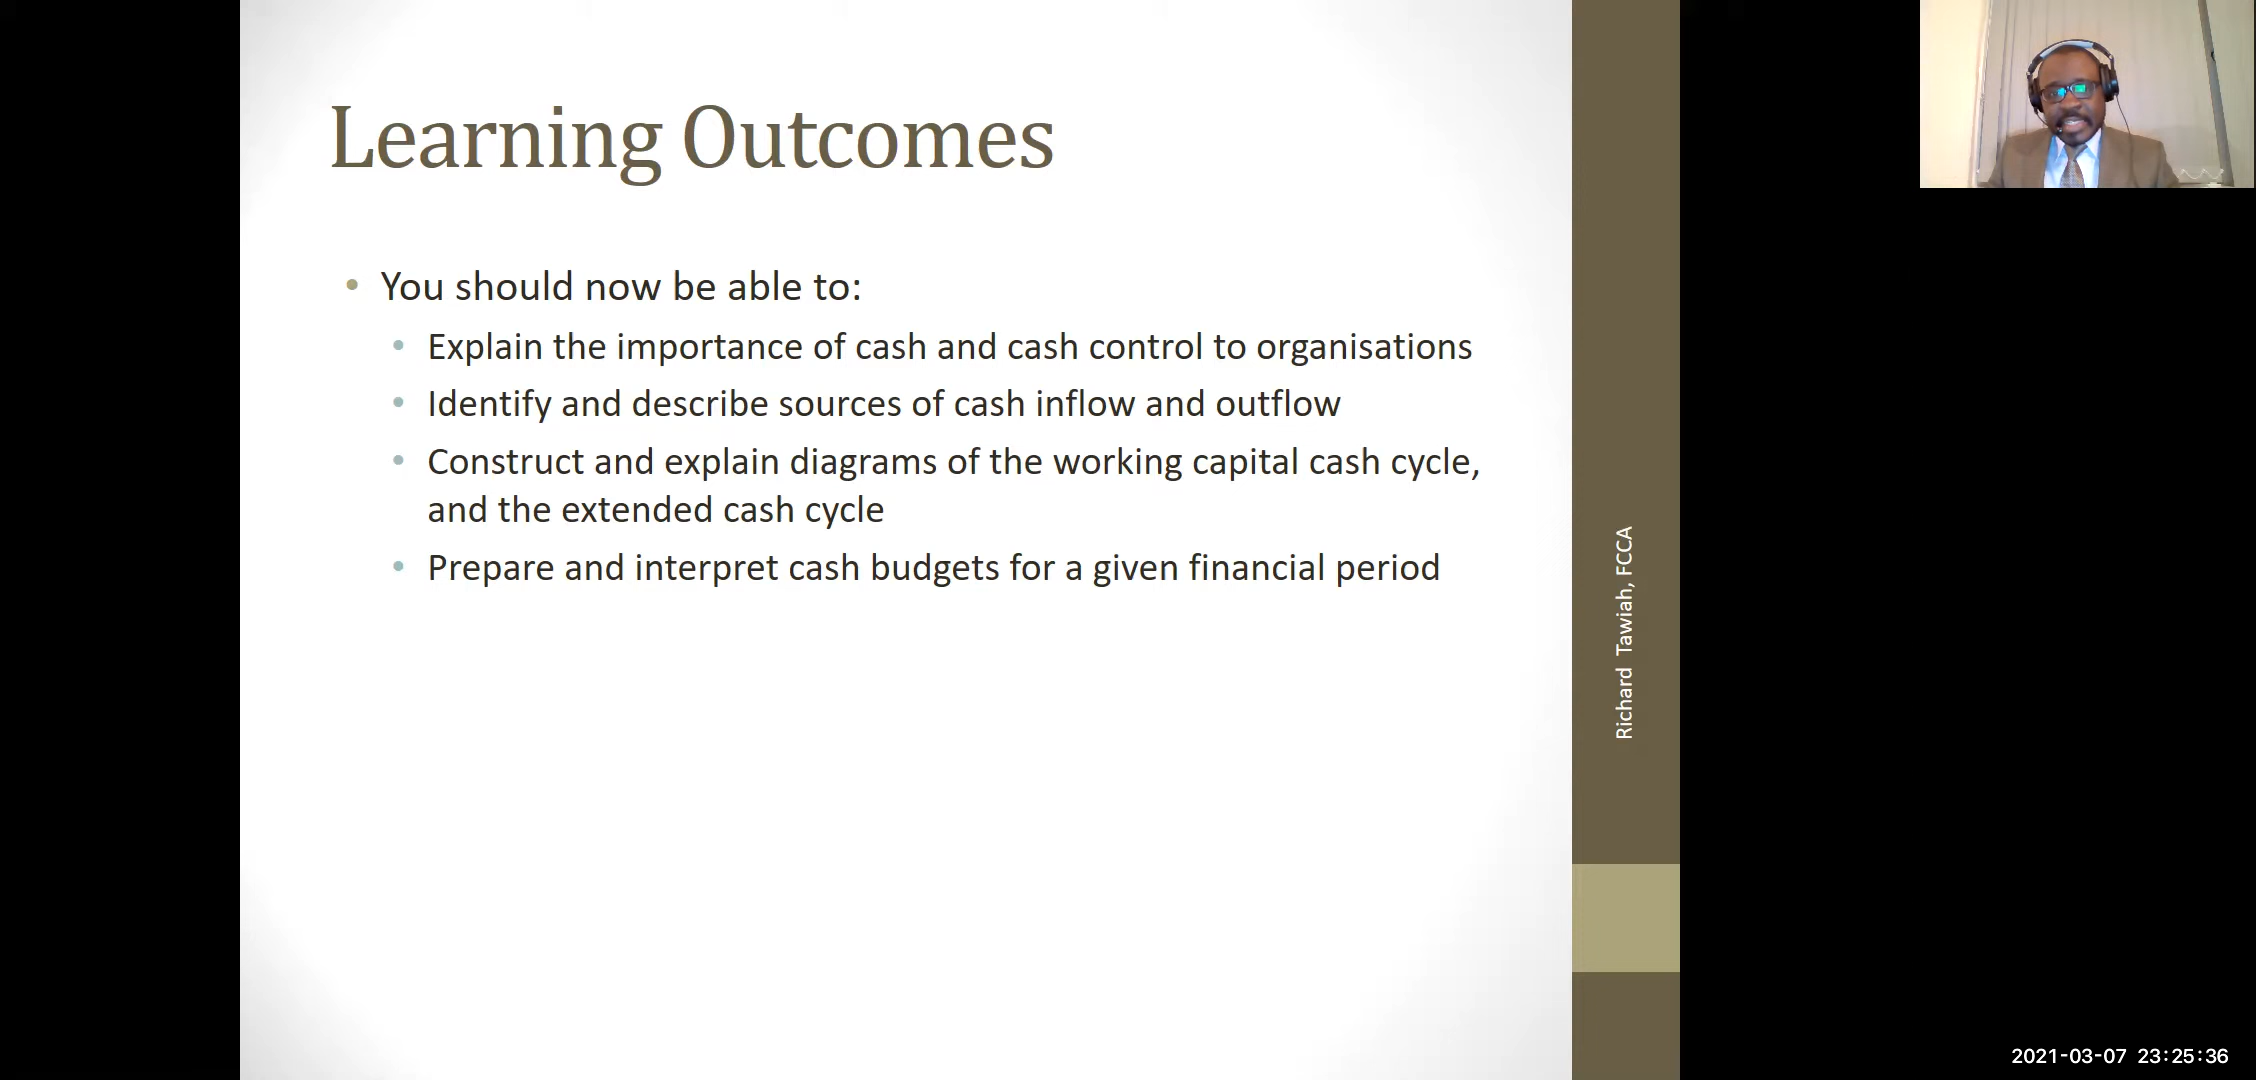 Learning Outcomes
• You should now be able to:
• Explain the importance of cash and cash control to organisations
• Identify and describe sources of cash inflow and outflow
• Construct and explain diagrams of the working capital cash cycle,
and the extended cash cycle
• Prepare and interpret cash budgets for a given financial period
Richard Tawiah, FCCA
2021-03-07 23:25:36